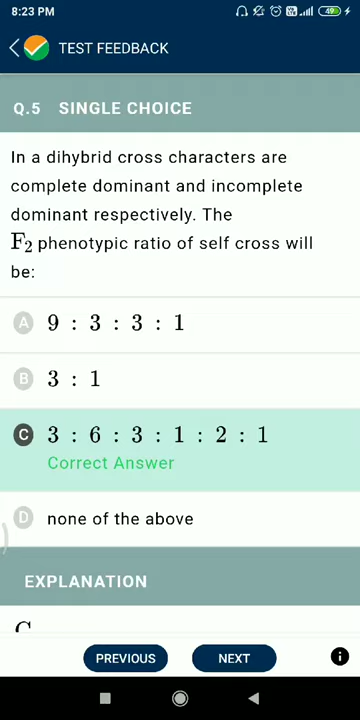 8:23 PM
49
TEST FEEDBACK
Q.5 SINGLE CHOICE
In a dihybrid cross characters are
complete dominant and incomplete
dominant respectively. The
F2 phenotypic ratio of self cross will
be:
A 9 : 3 : 3 : 1
B 3 : 1
C 3 : 6 : 3 : 1 : 2 : 1
Correct Answer
D none of the above
EXPLANATION
PREVIOUS NEXT